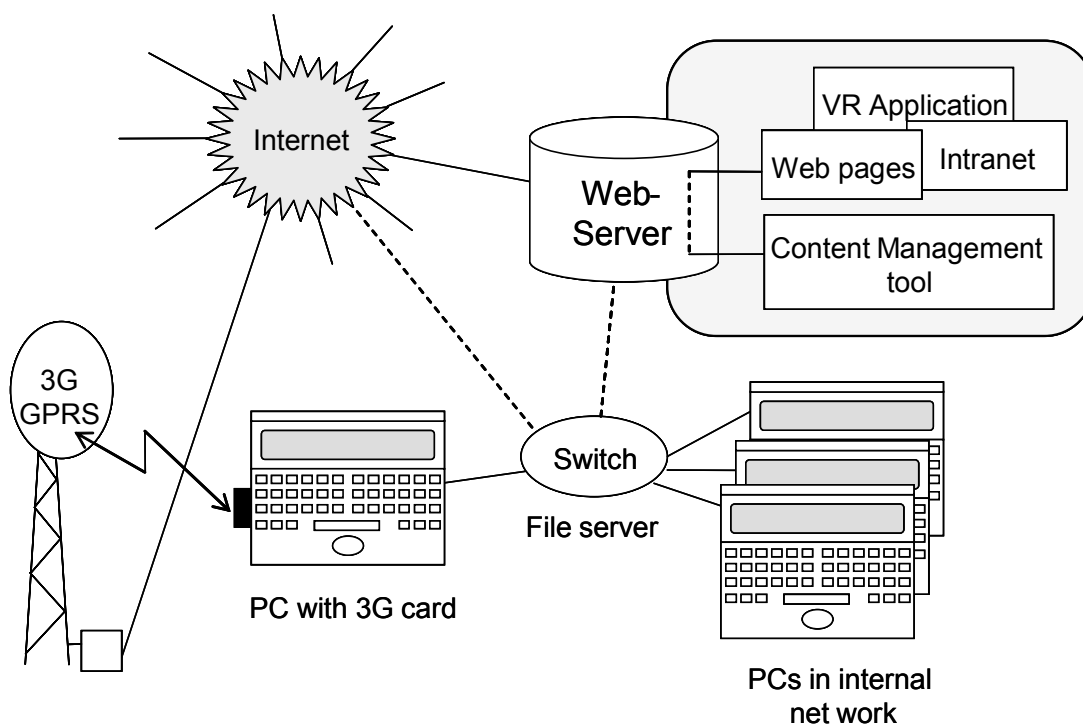 Internet
VR Application
Web pages
Intranet
Web-
Server
Content Management
tool
3G
GPRS
Switch
File server
PC with 3G card
PCs in internal
net work